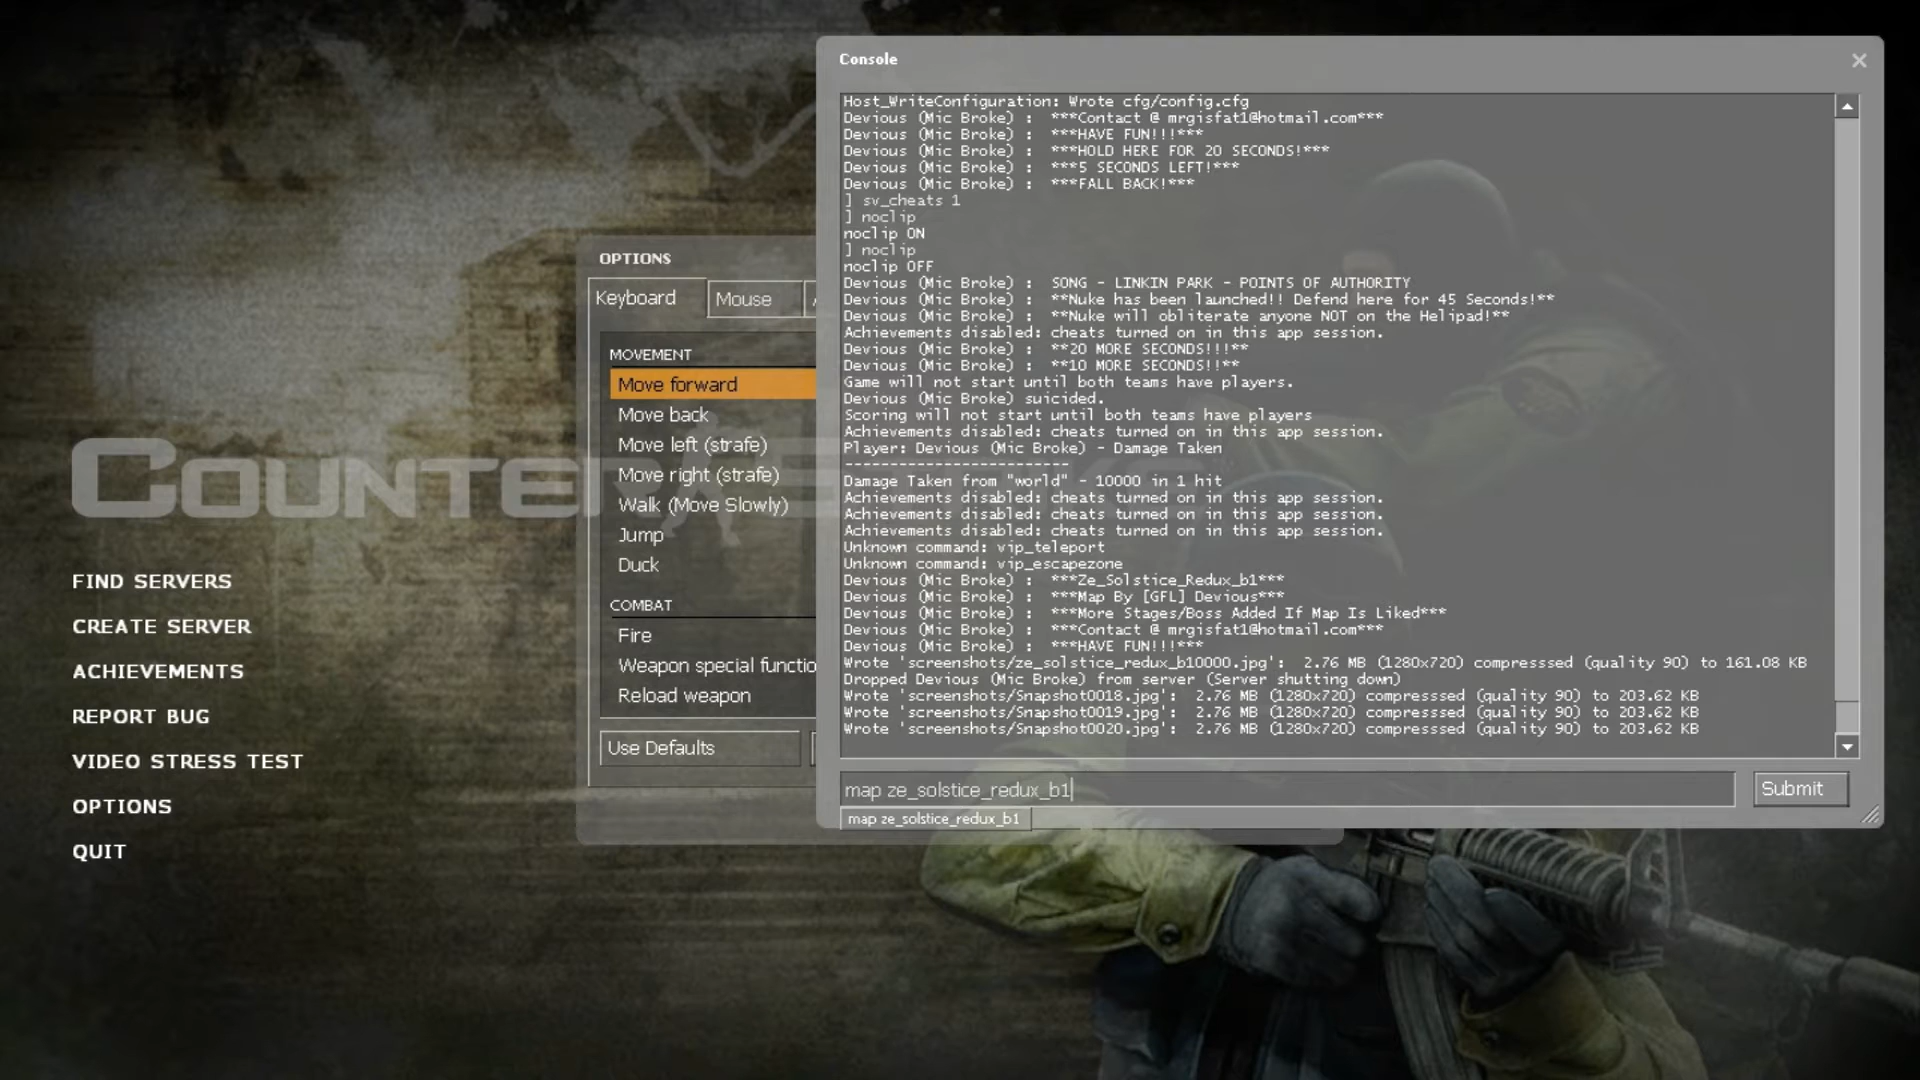 Console
Host_WriteConfiguration: Wrote cfg/config.cfg
Devious (Mic Broke) :  ***Contact @ mrgisfat1@hotmail.com***
Devious (Mic Broke) :  ***HAVE FUN!!!***
Devious (Mic Broke) :  ***HOLD HERE FOR 20 SECONDS!***
Devious (Mic Broke) :  ***5 SECONDS LEFT!***
Devious (Mic Broke) :  ***FALL BACK!***
] sv_cheats 1
] noclip
noclip ON
] noclip
noclip OFF
Devious (Mic Broke) :  SONG - LINKIN PARK - POINTS OF AUTHORITY
Devious (Mic Broke) :  **Nuke has been launched!! Defend here for 45 Seconds!**
Devious (Mic Broke) :  **Nuke will obliterate anyone NOT on the Helipad!**
Achievements disabled: cheats turned on in this app session.
Devious (Mic Broke) :  **20 MORE SECONDS!!!**
Devious (Mic Broke) :  **10 MORE SECONDS!!**
Game will not start until both teams have players.
Devious (Mic Broke) suicided.
Scoring will not start until both teams have players
Achievements disabled: cheats turned on in this app session.
Player: Devious (Mic Broke) - Damage Taken
-------------------------
Damage Taken from "world" - 10000 in 1 hit
Achievements disabled: cheats turned on in this app session.
Achievements disabled: cheats turned on in this app session.
Achievements disabled: cheats turned on in this app session.
Unknown command: vip_teleport
Unknown command: vip_escapezone
Devious (Mic Broke) :  ***Ze_Solstice_Redux_b1***
Devious (Mic Broke) :  ***Map By [GFL] Devious***
Devious (Mic Broke) :  ***More Stages/Boss Added If Map Is Liked***
Devious (Mic Broke) :  ***Contact @ mrgisfat1@hotmail.com***
Devious (Mic Broke) :  ***HAVE FUN!!!***
Wrote 'screenshots/ze_solstice_redux_b10000.jpg':  2.76 MB (1280x720) compresssed (quality 90) to 161.08 KB
Dropped Devious (Mic Broke) from server (Server shutting down)
Wrote 'screenshots/Snapshot0018.jpg':  2.76 MB (1280x720) compresssed (quality 90) to 203.62 KB
Wrote 'screenshots/Snapshot0019.jpg':  2.76 MB (1280x720) compresssed (quality 90) to 203.62 KB
Wrote 'screenshots/Snapshot0020.jpg':  2.76 MB (1280x720) compresssed (quality 90) to 203.62 KB
map ze_solstice_redux_b1
Submit
map ze_solstice_redux_b1
OPTIONS
Keyboard
Mouse
MOVEMENT
Move forward
Move back
Move left (strafe)
Move right (strafe)
Walk (Move Slowly)
Jump
Duck
COMBAT
Fire
Weapon special functio
Reload weapon
Use Defaults
COUNTER
FIND SERVERS
CREATE SERVER
ACHIEVEMENTS
REPORT BUG
VIDEO STRESS TEST
OPTIONS
QUIT